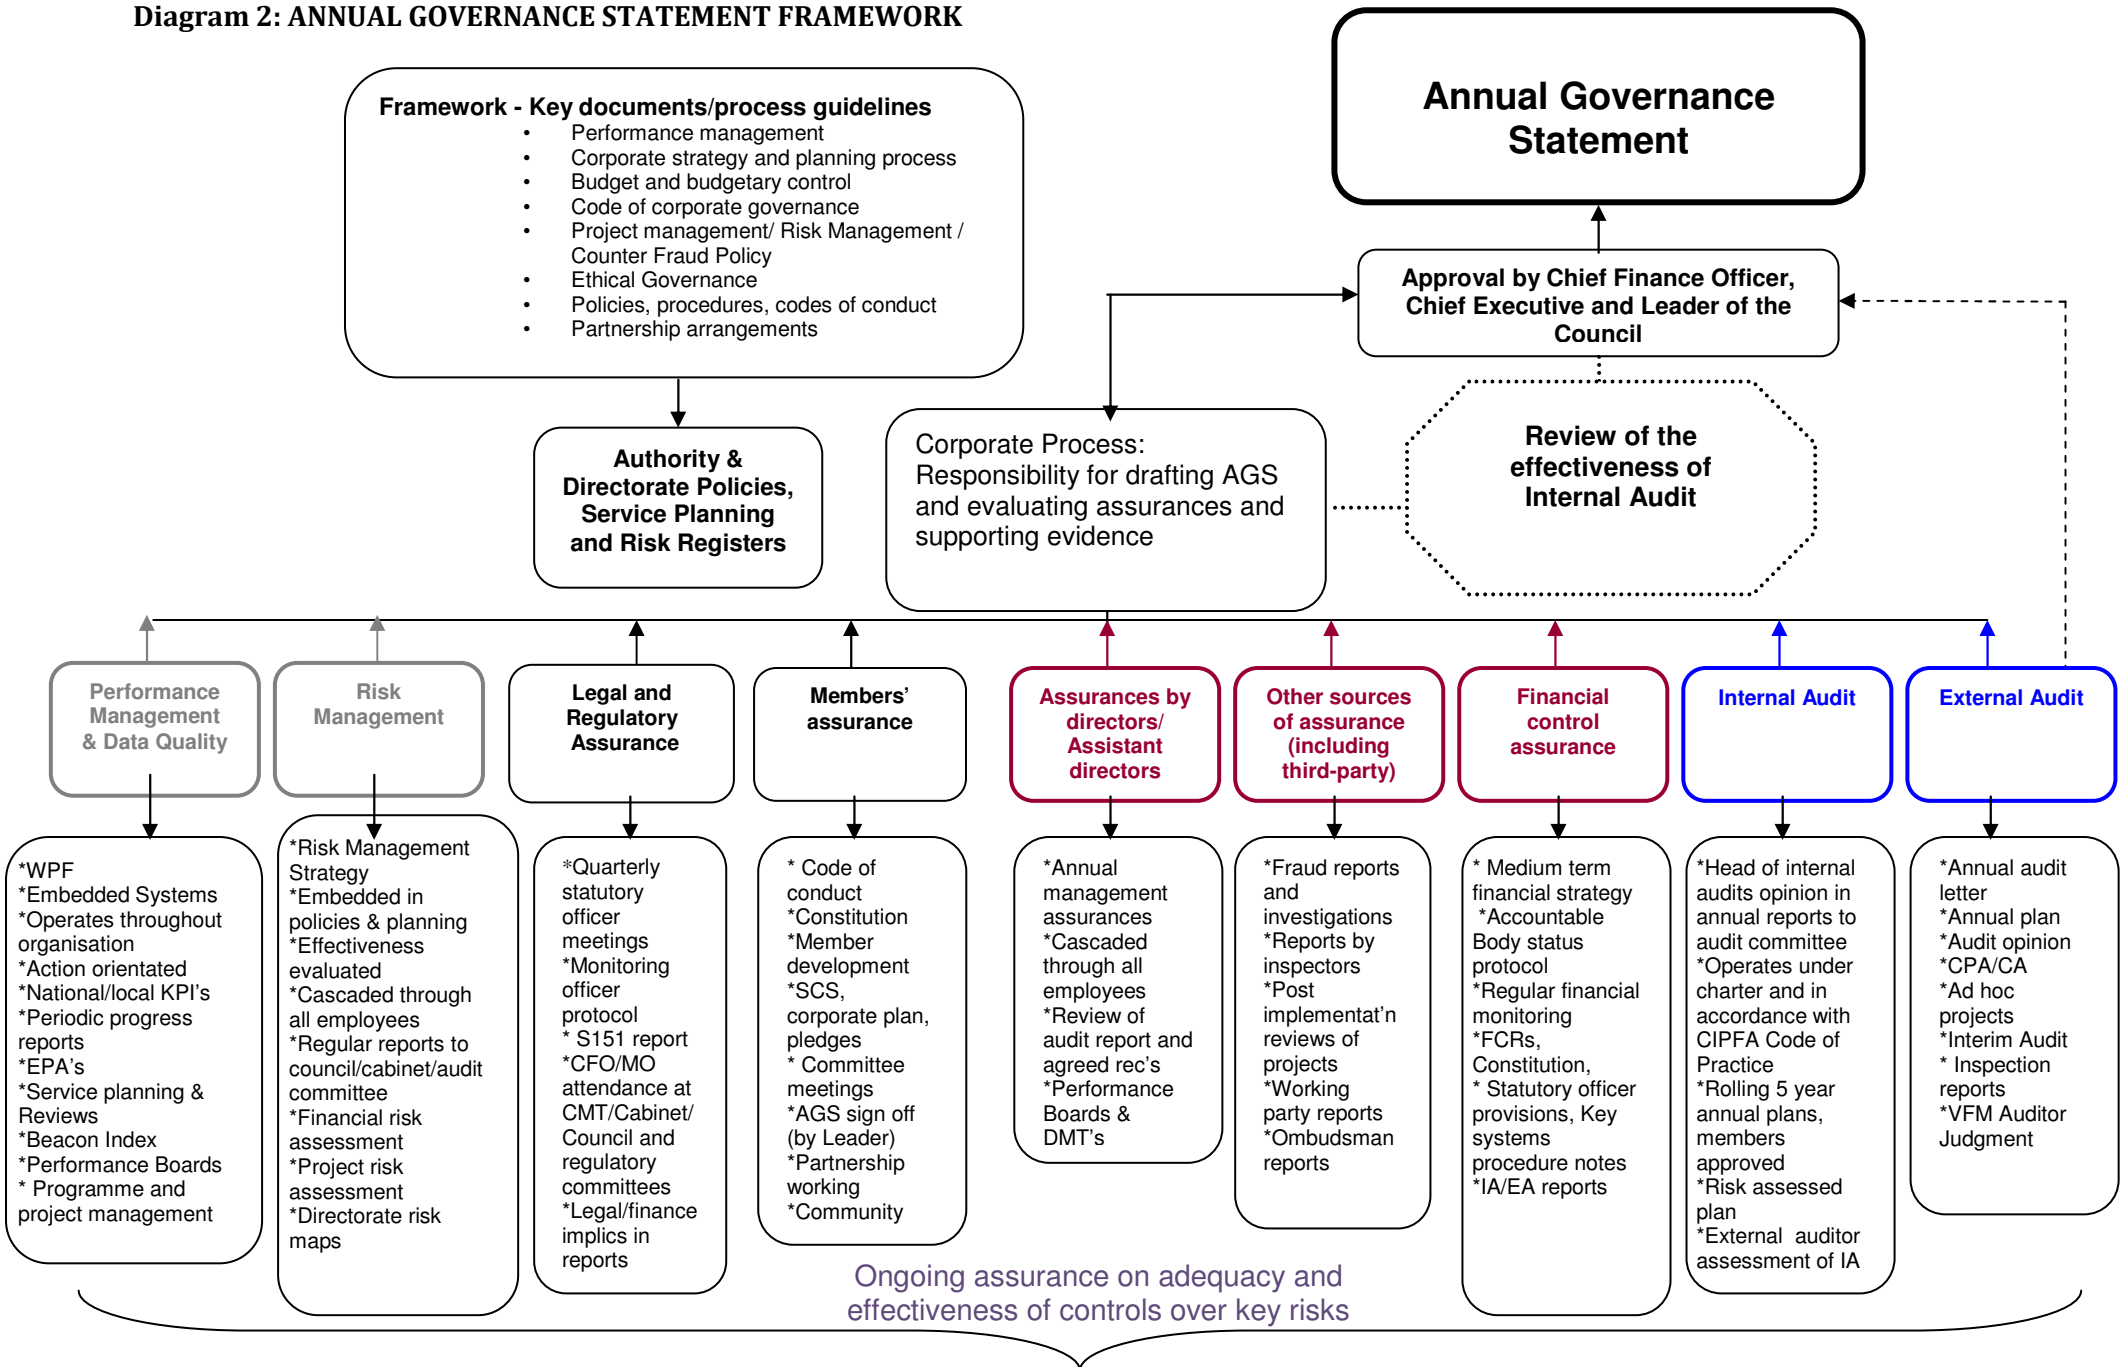 Diagram 2: ANNUAL GOVERNANCE STATEMENT FRAMEWORK
Framework - Key documents/process guidelines
• Performance management
• Corporate strategy and planning process
• Budget and budgetary control
• Code of corporate governance
• Project management/ Risk Management /
Counter Fraud Policy
• Ethical Governance
• Policies, procedures, codes of conduct
• Partnership arrangements
Annual Governance
Statement
Approval by Chief Finance Officer,
Chief Executive and Leader of the
Council
Authority &
Directorate Policies,
Service Planning
and Risk Registers
Corporate Process:
Responsibility for drafting AGS
and evaluating assurances and
supporting evidence
Review of the
effectiveness of
Internal Audit
Performance
Management
& Data Quality
Risk
Management
Legal and
Regulatory
Assurance
Members’
assurance
Assurances by
directors/
Assistant
directors
Other sources
of assurance
(including
third-party)
Financial
control
assurance
Internal Audit
External Audit
*WPF
*Embedded Systems
*Operates throughout
organisation
*Action orientated
*National/local KPI’s
*Periodic progress
reports
*EPA’s
*Service planning &
Reviews
*Beacon Index
*Performance Boards
* Programme and
project management
*Risk Management
Strategy
*Embedded in
policies & planning
*Effectiveness
evaluated
*Cascaded through
all employees
*Regular reports to
council/cabinet/audit
committee
*Financial risk
assessment
*Project risk
assessment
*Directorate risk
maps
*Quarterly
statutory
officer
meetings
*Monitoring
officer
protocol
* S151 report
*CFO/MO
attendance at
CMT/Cabinet/
Council and
regulatory
committees
*Legal/finance
implics in
reports
* Code of
conduct
*Constitution
*Member
development
*SCS,
corporate plan,
pledges
* Committee
meetings
*AGS sign off
(by Leader)
*Partnership
working
*Community
*Annual
management
assurances
*Cascaded
through all
employees
*Review of
audit report and
agreed rec’s
*Performance
Boards &
DMT’s
*Fraud reports
and
investigations
*Reports by
inspectors
*Post
implementat’n
reviews of
projects
*Working
party reports
*Ombudsman
reports
* Medium term
financial strategy
*Accountable
Body status
protocol
*Regular financial
monitoring
*FCRs,
Constitution,
* Statutory officer
provisions, Key
systems
procedure notes
*IA/EA reports
*Head of internal
audits opinion in
annual reports to
audit committee
*Operates under
charter and in
accordance with
CIPFA Code of
Practice
*Rolling 5 year
annual plans,
members
approved
*Risk assessed
plan
*External auditor
assessment of IA
*Annual audit
letter
*Annual plan
*Audit opinion
*CPA/CA
*Ad hoc
projects
*Interim Audit
* Inspection
reports
*VFM Auditor
Judgment
Ongoing assurance on adequacy and
effectiveness of controls over key risks